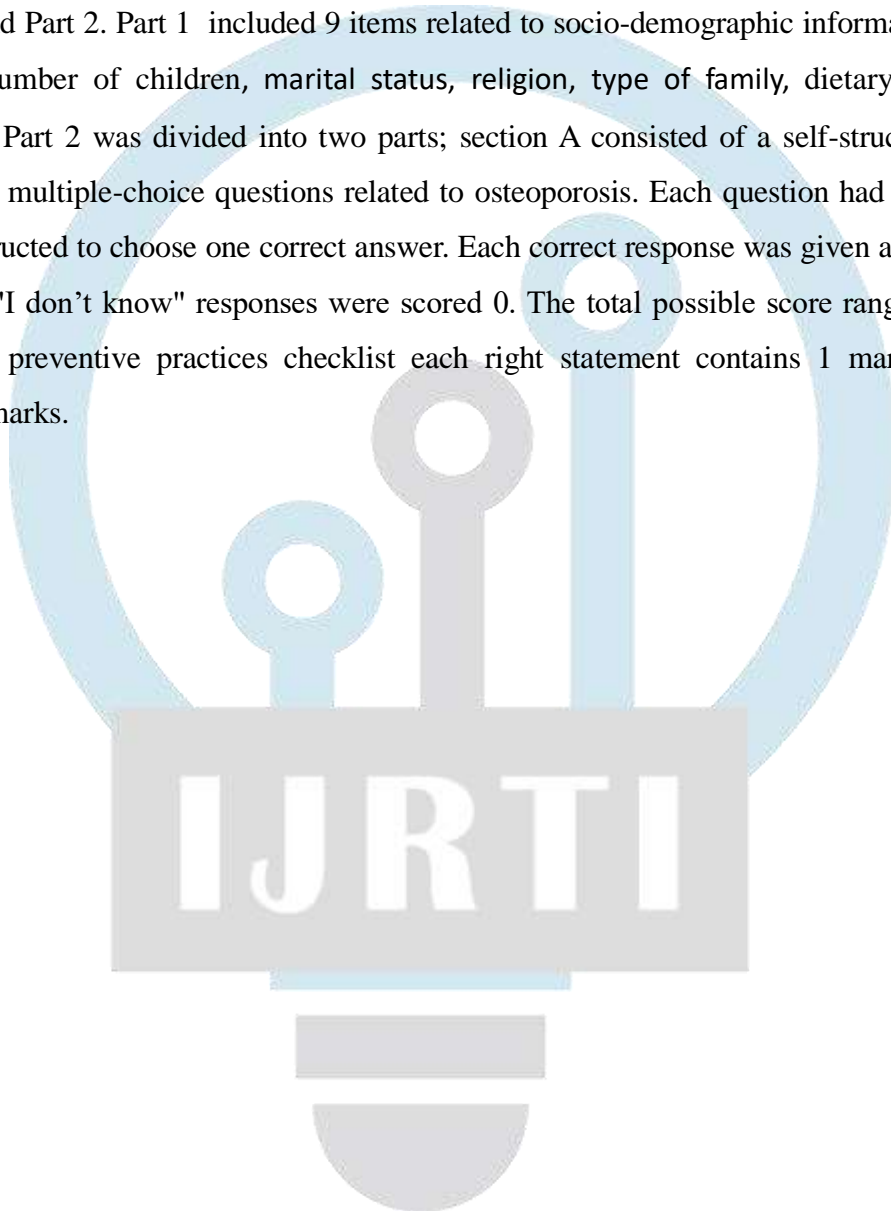 d Part 2. Part 1 included 9 items related to socio-demographic informa
umber of children, marital status, religion, type of family, dietary
Part 2 was divided into two parts; section A consisted of a self-struc
multiple-choice questions related to osteoporosis. Each question had
ructed to choose one correct answer. Each correct response was given a
"I don’t know" responses were scored 0. The total possible score rang
preventive practices checklist each right statement contains 1 mar
marks.
IJRTI